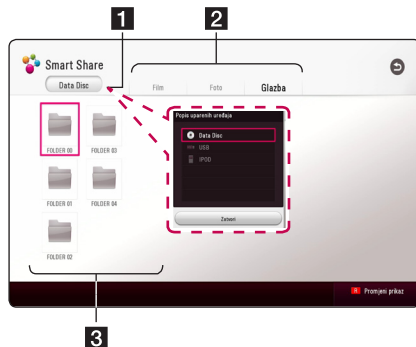 1
2
Smart Share
Data Disc
Film
Foto
Glazba
Popis uparenih uređaja
Data Disc
USB
IPOD
Zatvori
FOLDER 00
FOLDER 03
FOLDER 01
FOLDER 04
FOLDER 02
R Promjeni prikaz
3